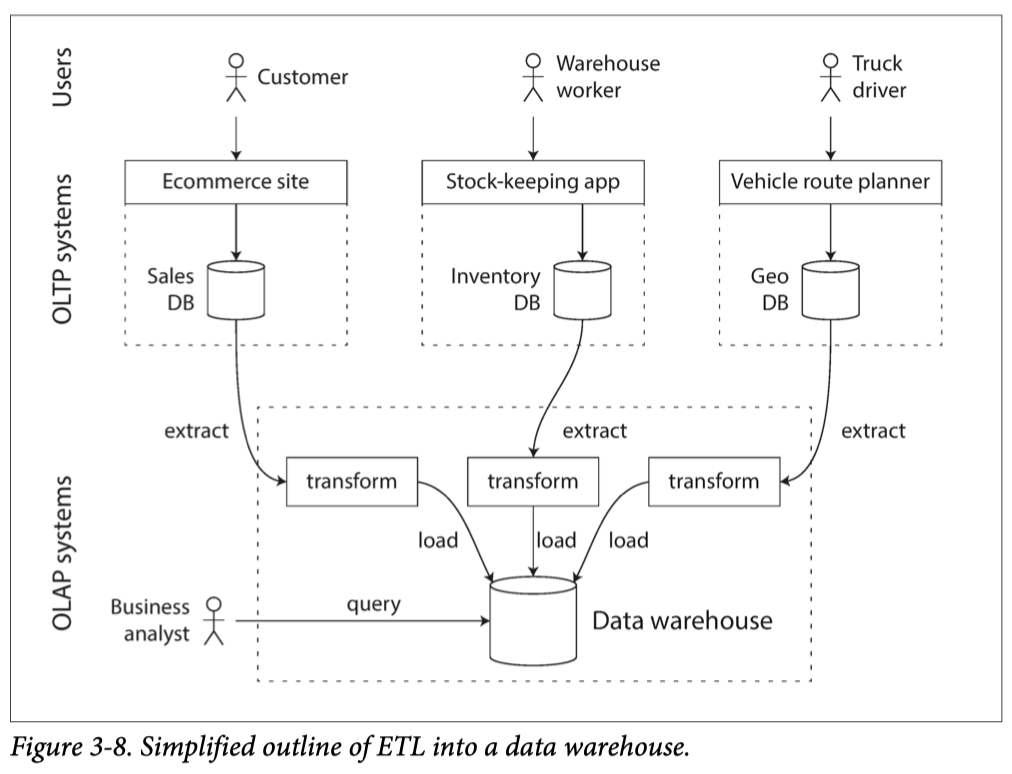 Users
Customer
Warehouse
worker
Truck
driver
OLTP systems
Ecommerce site
Stock-keeping app
Vehicle route planner
Sales
DB
Inventory
DB
Geo
DB
extract
extract
extract
OLAP systems
transform
transform
transform
load
load
load
Business
analyst
query
Data warehouse
Figure 3-8. Simplified outline of ETL into a data warehouse.